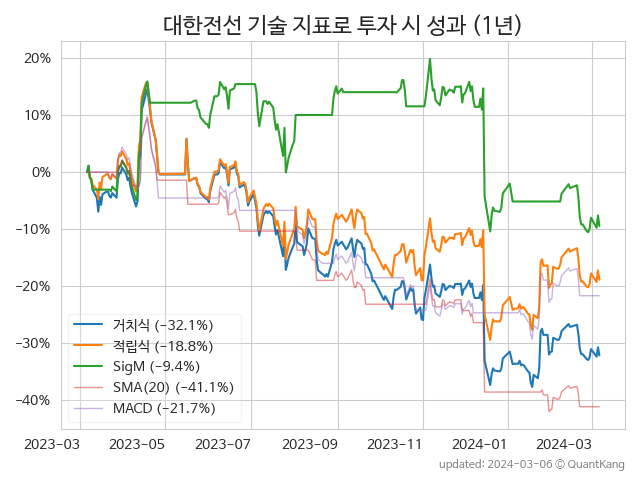 대한전선 기술 지표로 투자 시 성과 (1년)
20%
10%
0%
−10%
−20%
−30%
−40%
거치식 (−32.1%)
적립식 (−18.8%)
SigM (−9.4%)
SMA(20) (−41.1%)
MACD (−21.7%)
2023-03
2023-05
2023-07
2023-09
2023-11
2024-01
2024-03
updated: 2024-03-06 © QuantKang